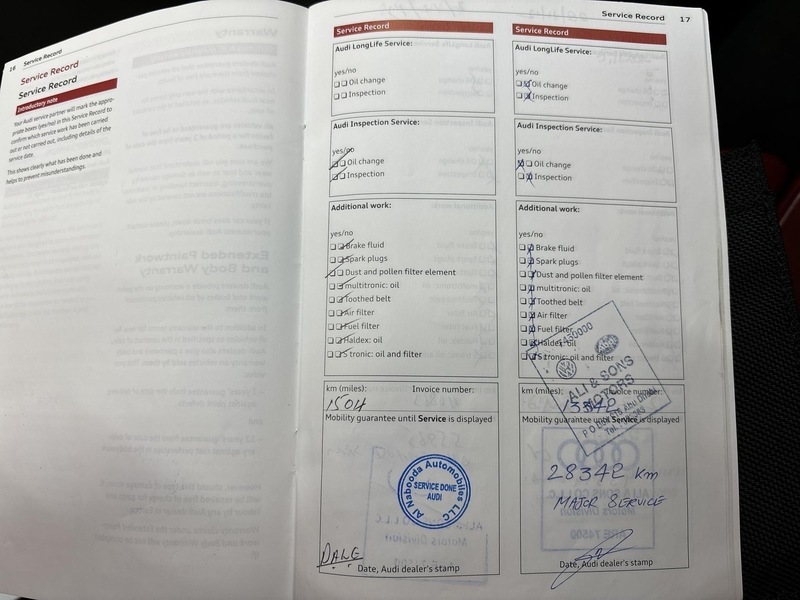 16 Service Record
Service Record
Service Record
Introductory note
Your Audi service partner will mark the appro-
priate boxes (yes/no) in this Service Record to
confirm which service work has been carried
out or not carried out, including details of the
service date.
This shows clearly what has been done and
helps to prevent misunderstandings.
Service Record 17
Service Record
Audi LongLife Service:
yes/no
Oil change
Inspection
Audi Inspection Service:
yes/no
Oil change
Inspection
Additional work:
yes/no
Brake fluid
Spark plugs
Dust and pollen filter element
multitronic: oil
Toothed belt
Air filter
Fuel filter
Haldex: oil
S tronic: oil and filter
km (miles): Invoice number:
Mobility guarantee until Service is displayed
Al Nabooda Automobiles LLC
SERVICE DONE
AUDI
DALE
Date, Audi dealer's stamp
Service Record
Audi LongLife Service:
yes/no
Oil change
Inspection
Audi Inspection Service:
yes/no
Oil change
Inspection
Additional work:
yes/no
Brake fluid
Spark plugs
Dust and pollen filter element
multitronic: oil
Toothed belt
Air filter
Fuel filter
Haldex: oil
S tronic: oil and filter
ALI & SONS
MOTORS
km (miles): Invoice number:
Mobility guarantee until Service is displayed
28342 km
MAJOR SERVICE
Date, Audi dealer's stamp